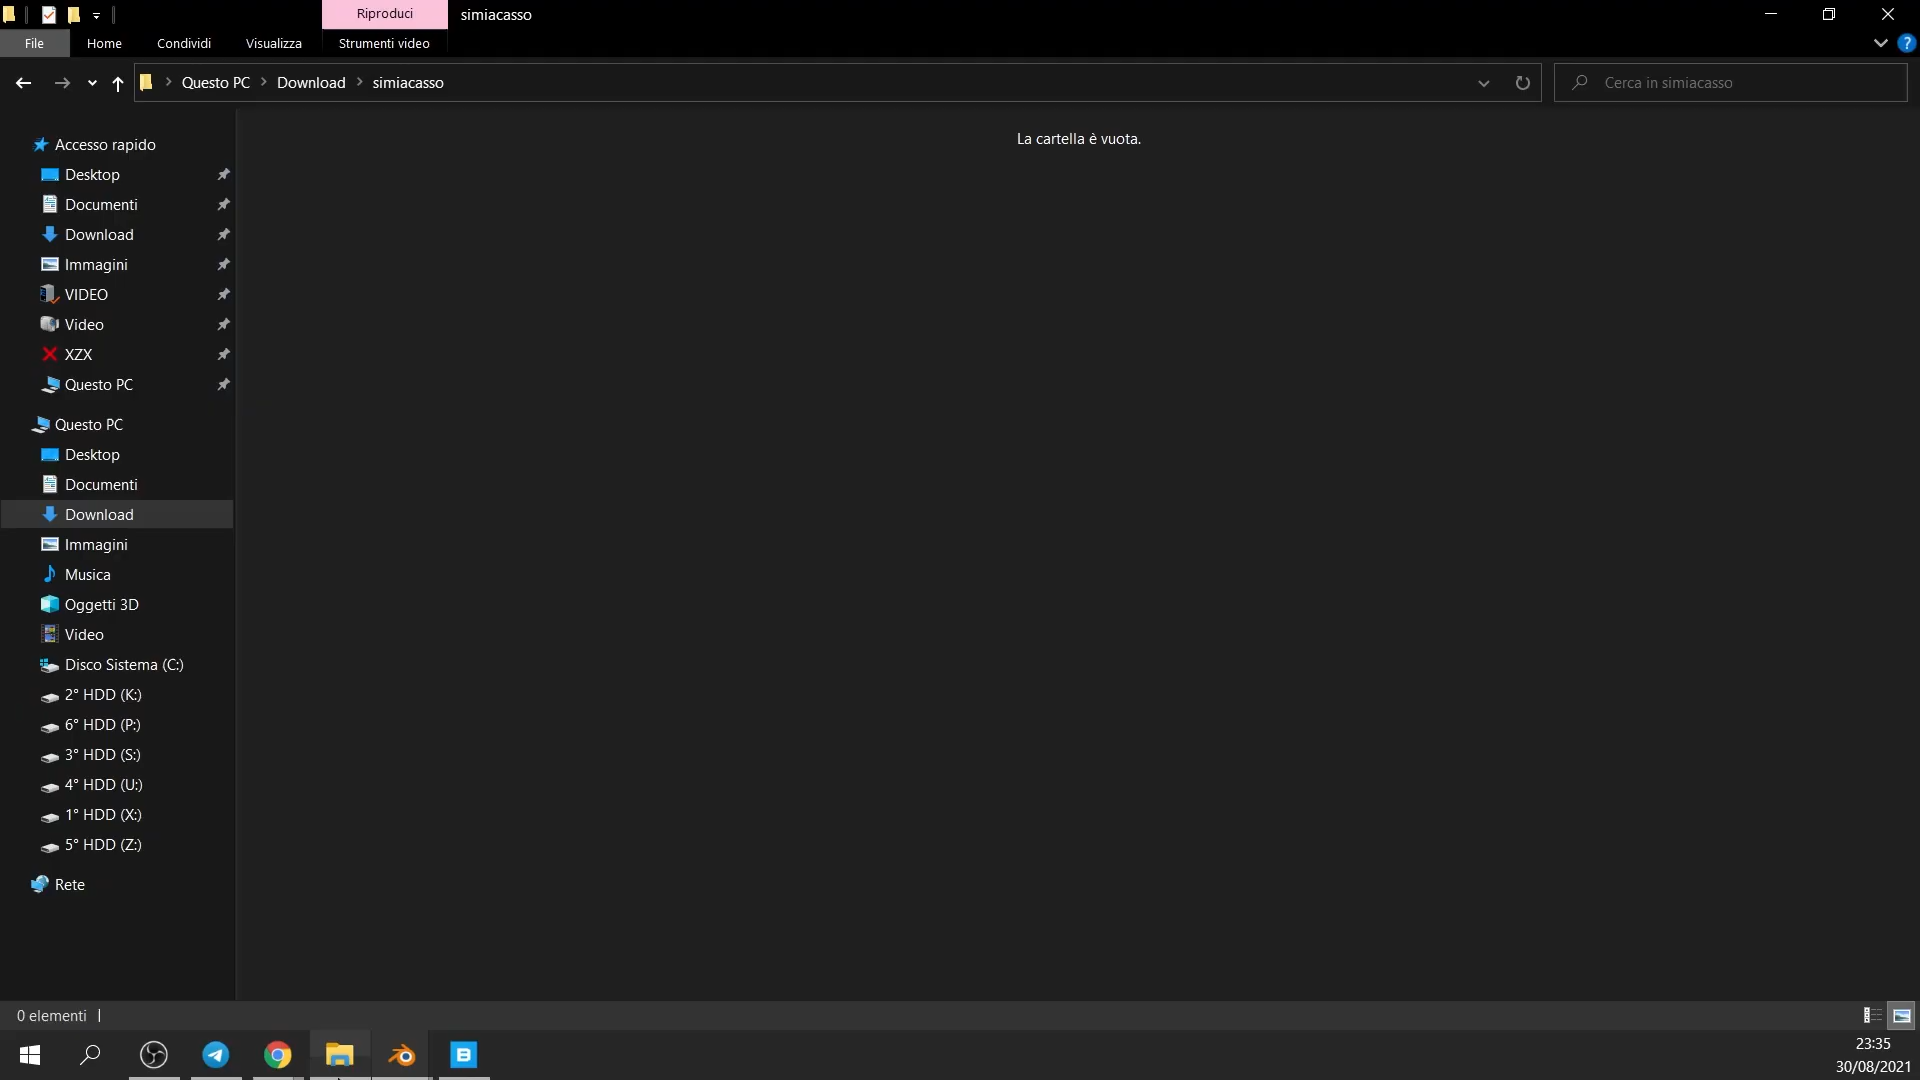 Riproduci
simiacasso
File
Home
Condividi
Visualizza
Strumenti video
?
Questo PC
Download
simiacasso
Cerca in simiacasso
La cartella è vuota.
Accesso rapido
Desktop
Documenti
Download
Immagini
VIDEO
Video
XZX
Questo PC
Questo PC
Desktop
Documenti
Download
Immagini
Musica
Oggetti 3D
Video
Disco Sistema (C:)
2° HDD (K:)
6° HDD (P:)
3° HDD (S:)
4° HDD (U:)
1° HDD (X:)
5° HDD (Z:)
Rete
0 elementi
B
23:35
30/08/2021